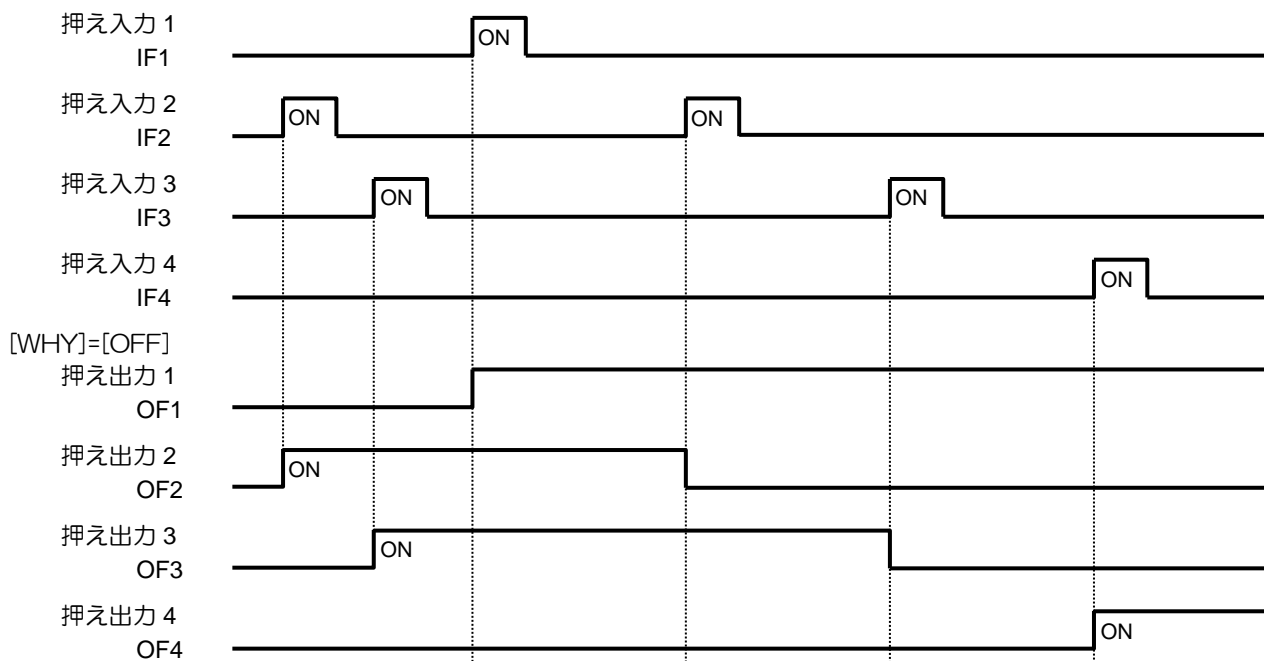 押え入力 1
IF1
ON
押え入力 2
IF2
ON
ON
押え入力 3
IF3
ON
ON
押え入力 4
IF4
ON
[WHY]=[OFF]
押え出力 1
OF1
押え出力 2
OF2
ON
押え出力 3
OF3
ON
押え出力 4
OF4
ON